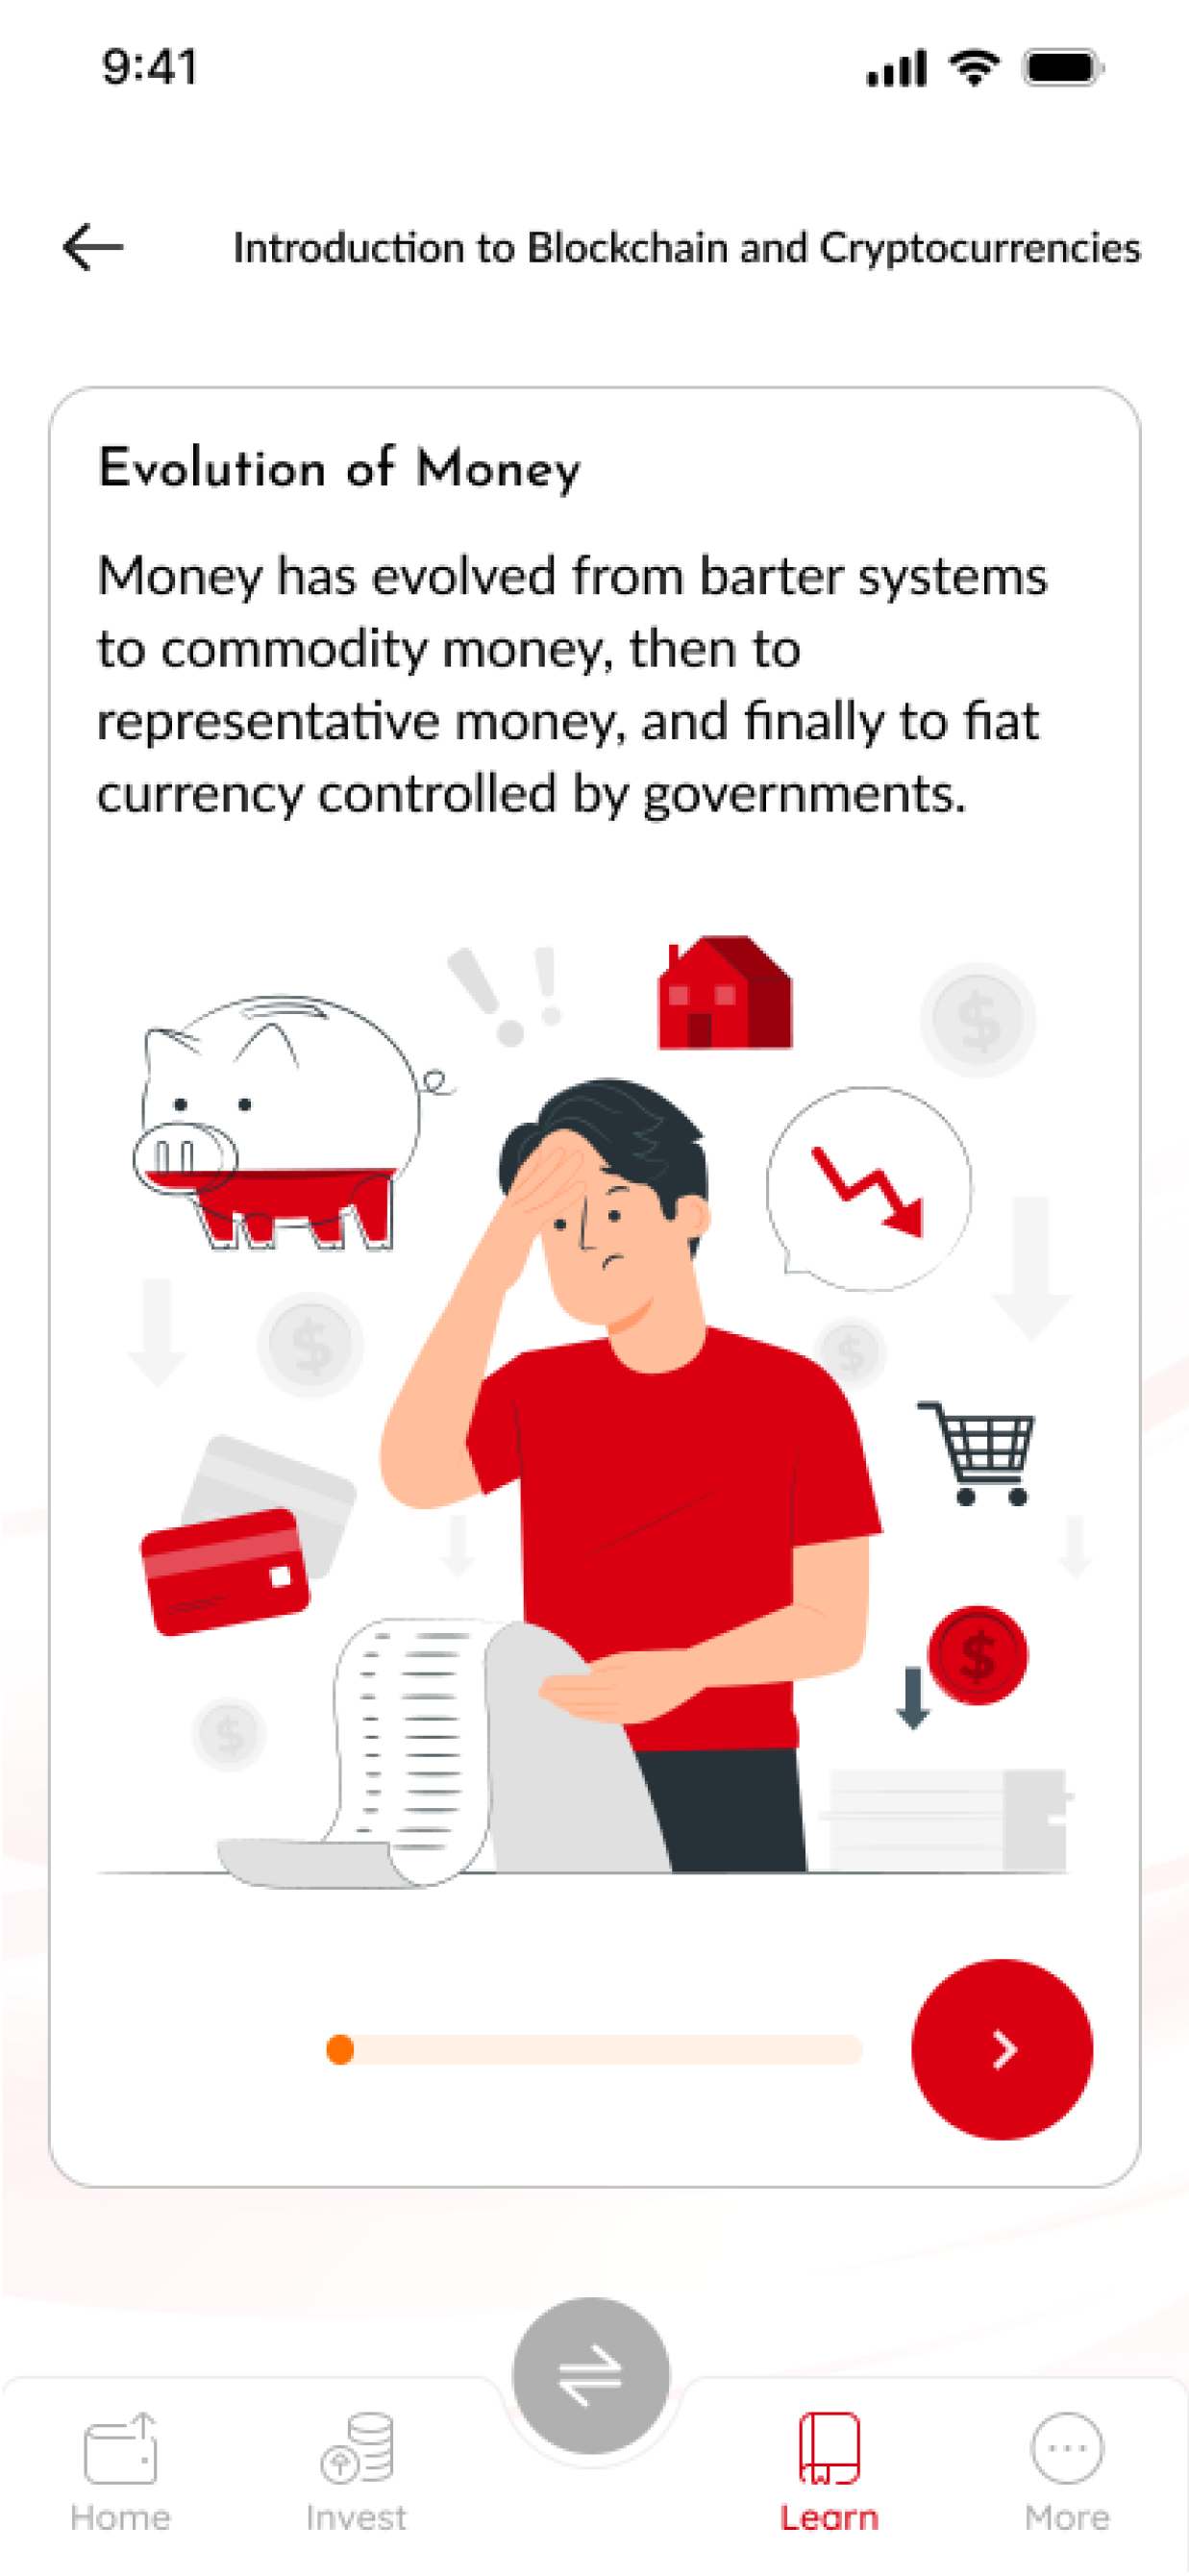 9:41
Introduction to Blockchain and Cryptocurrencies
Evolution of Money
Money has evolved from barter systems
to commodity money, then to
representative money, and finally to fiat
currency controlled by governments.
$
$
$
$
$
Home
Invest
Learn
More